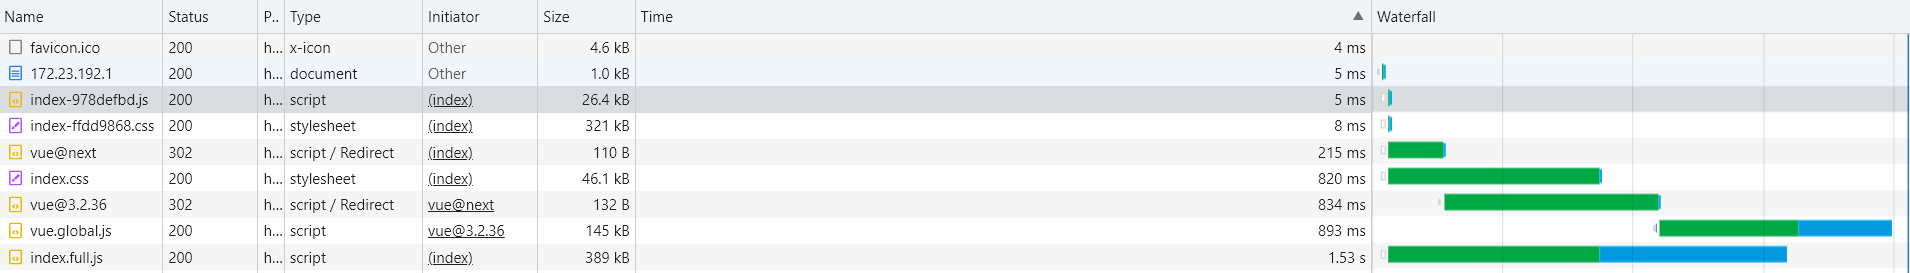 Name Status P.. Type Initiator Size Time Waterfall
favicon.ico 200 h... x-icon Other 4.6 kB 4 ms
172.23.192.1 200 h... document Other 1.0 kB 5 ms
index-978defbd.js 200 h... script (index) 26.4 kB 5 ms
index-ffdd9868.css 200 h... stylesheet (index) 321 kB 8 ms
vue@next 302 h... script / Redirect (index) 110 B 215 ms
index.css 200 h... stylesheet (index) 46.1 kB 820 ms
vue@3.2.36 302 h... script / Redirect vue@next 132 B 834 ms
vue.global.js 200 h... script vue@3.2.36 145 kB 893 ms
index.full.js 200 h... script (index) 389 kB 1.53 s